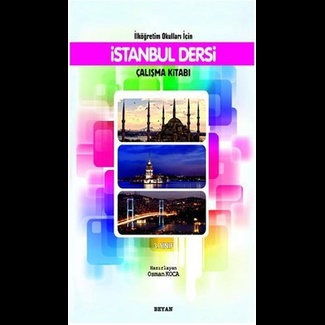 İlköğretim Okulları İçin
İSTANBUL DERSİ
ÇALIŞMA KİTABI
Hazırlayan
Osman KOCA
BEYAN